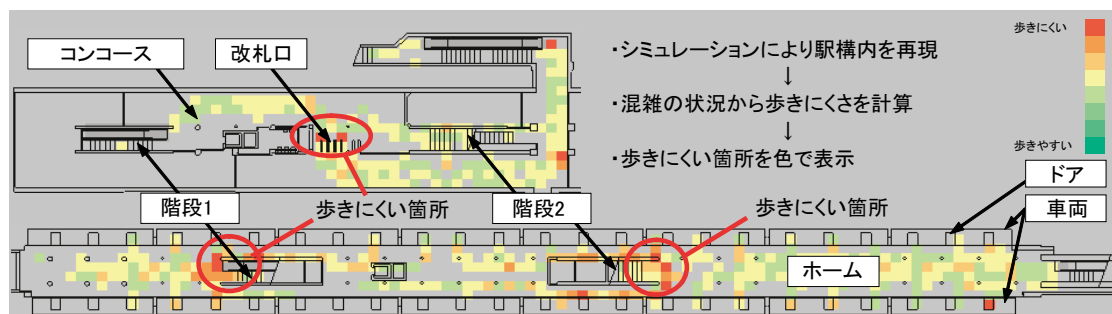 コンコース
改札口
・シミュレーションにより駅構内を再現
↓
・混雑の状況から歩きにくさを計算
↓
・歩きにくい箇所を色で表示
歩きにくい
歩きやすい
階段1
歩きにくい箇所
階段2
歩きにくい箇所
ドア
車両
ホーム